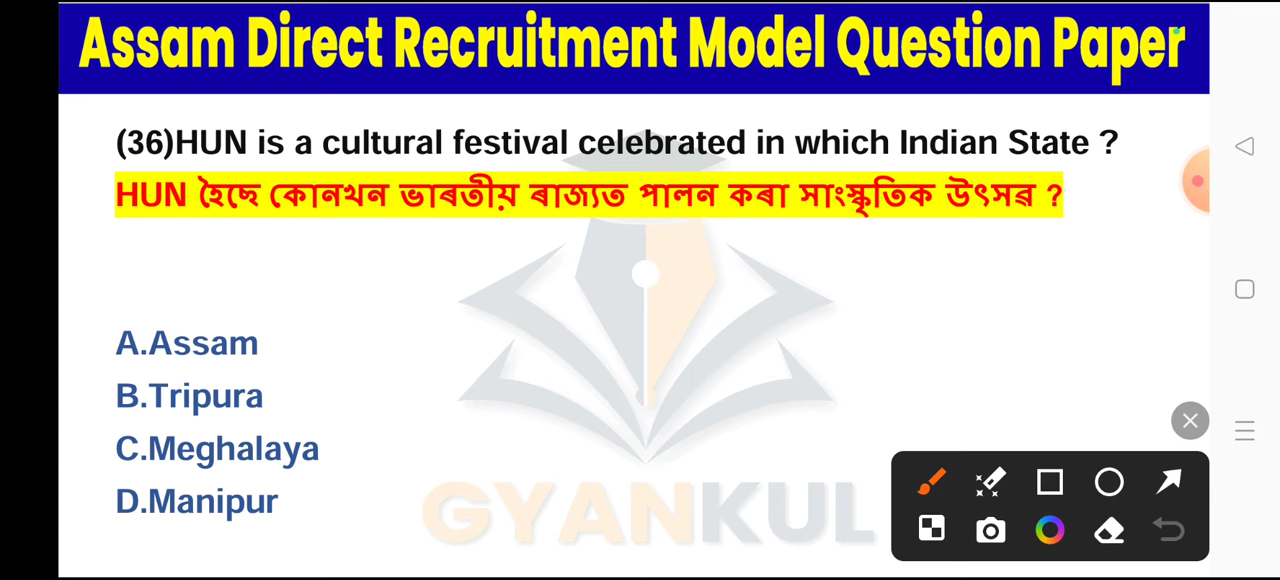 Assam Direct Recruitment Model Question Paper
(36)HUN is a cultural festival celebrated in which Indian State ?
HUN হৈছে কোনখন ভাৰতীয় ৰাজ্যত পালন কৰা সাংস্কৃতিক উৎসৱ ?
A.Assam
B.Tripura
C.Meghalaya
D.Manipur
GYANKUL